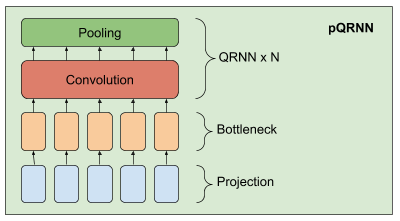 pQRNN
Pooling
Convolution
QRNN x N
Bottleneck
Projection